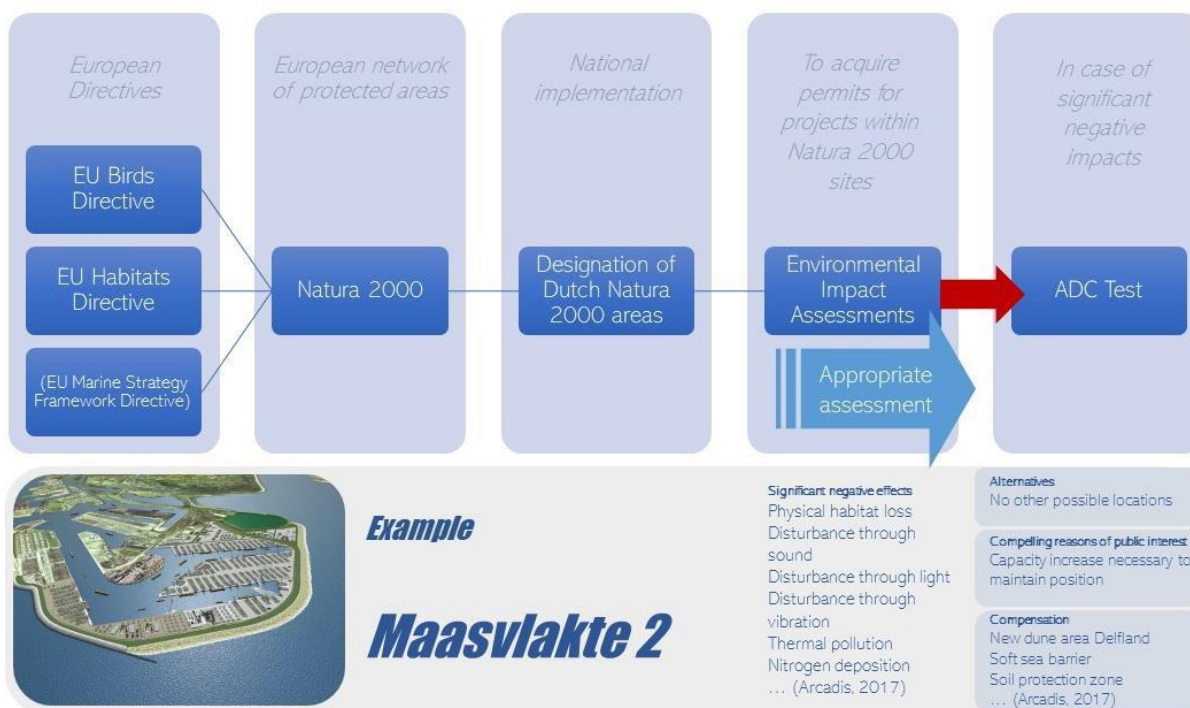 European
Directives
European network
of protected areas
National
implementation
To acquire
permits for
projects within
Natura 2000
sites
In case of
significant
negative
impacts
EU Birds
Directive
EU Habitats
Directive
(EU Marine Strategy
Framework Directive)
Natura 2000
Designation of
Dutch Natura
2000 areas
Environmental
Impact
Assessments
ADC Test
Appropriate
assessment
Example
Maasvlakte 2
Significant negative effects
Physical habitat loss
Disturbance through
sound
Disturbance through light
Disturbance through
vibration
Thermal pollution
Nitrogen deposition
... (Arcadis, 2017)
Alternatives
No other possible locations
Compelling reasons of public interest
Capacity increase necessary to
maintain position
Compensation
New dune area Delfland
Soft sea barrier
Soil protection zone
... (Arcadis, 2017)